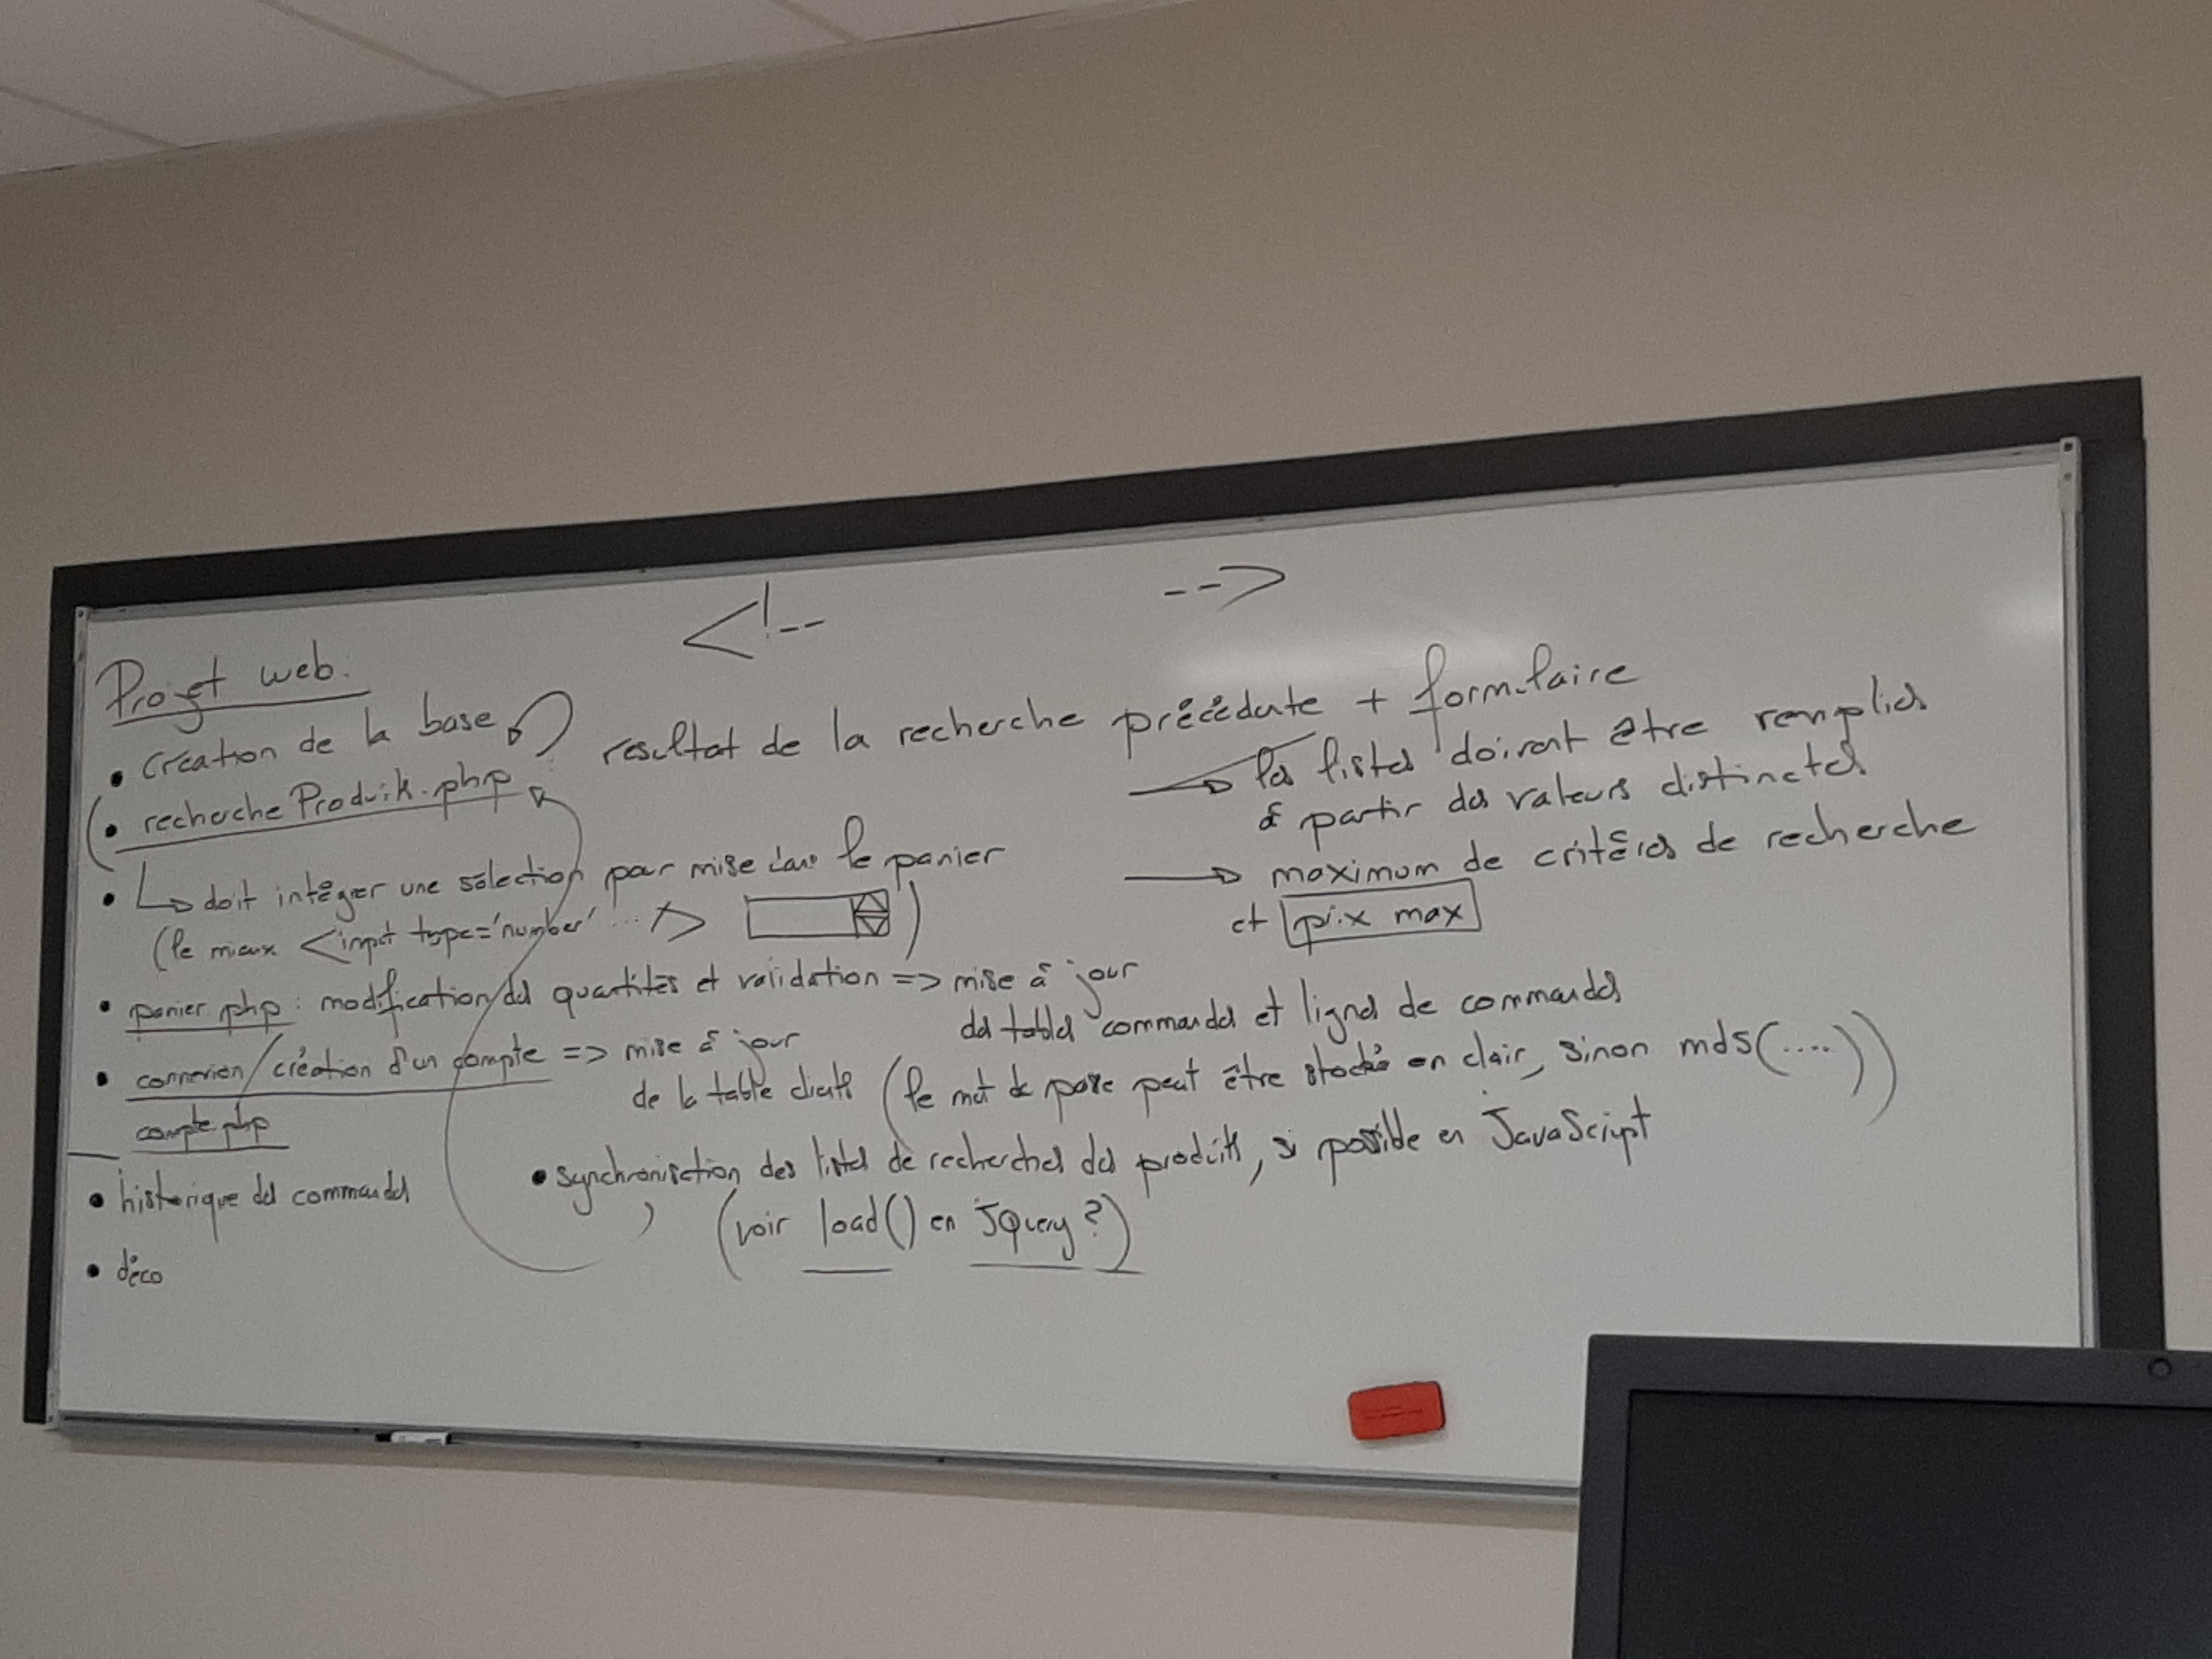 <!-- -->
Projet web.
• création de la base
• recherche Produits.php résultat de la recherche précédente + formulaire
→ les listes doivent être remplies
à partir des valeurs distinctes
→ maximum de critères de recherche
et prix max
• ↳ doit intégrer une sélection pour mise dans le panier
(le mieux <input type='number' ... /> )
• panier.php : modification des quantités et validation => mise à jour
des tables commandes et lignes de commandes
• connexion/création d'un compte => mise à jour
de la table clients (le mot de passe peut être stocké en clair, sinon md5(....))
compte.php
• historique des commandes
• synchronisation des listes de recherches des produits, si possible en JavaScript
(voir load() en JQuery ?)
• déco